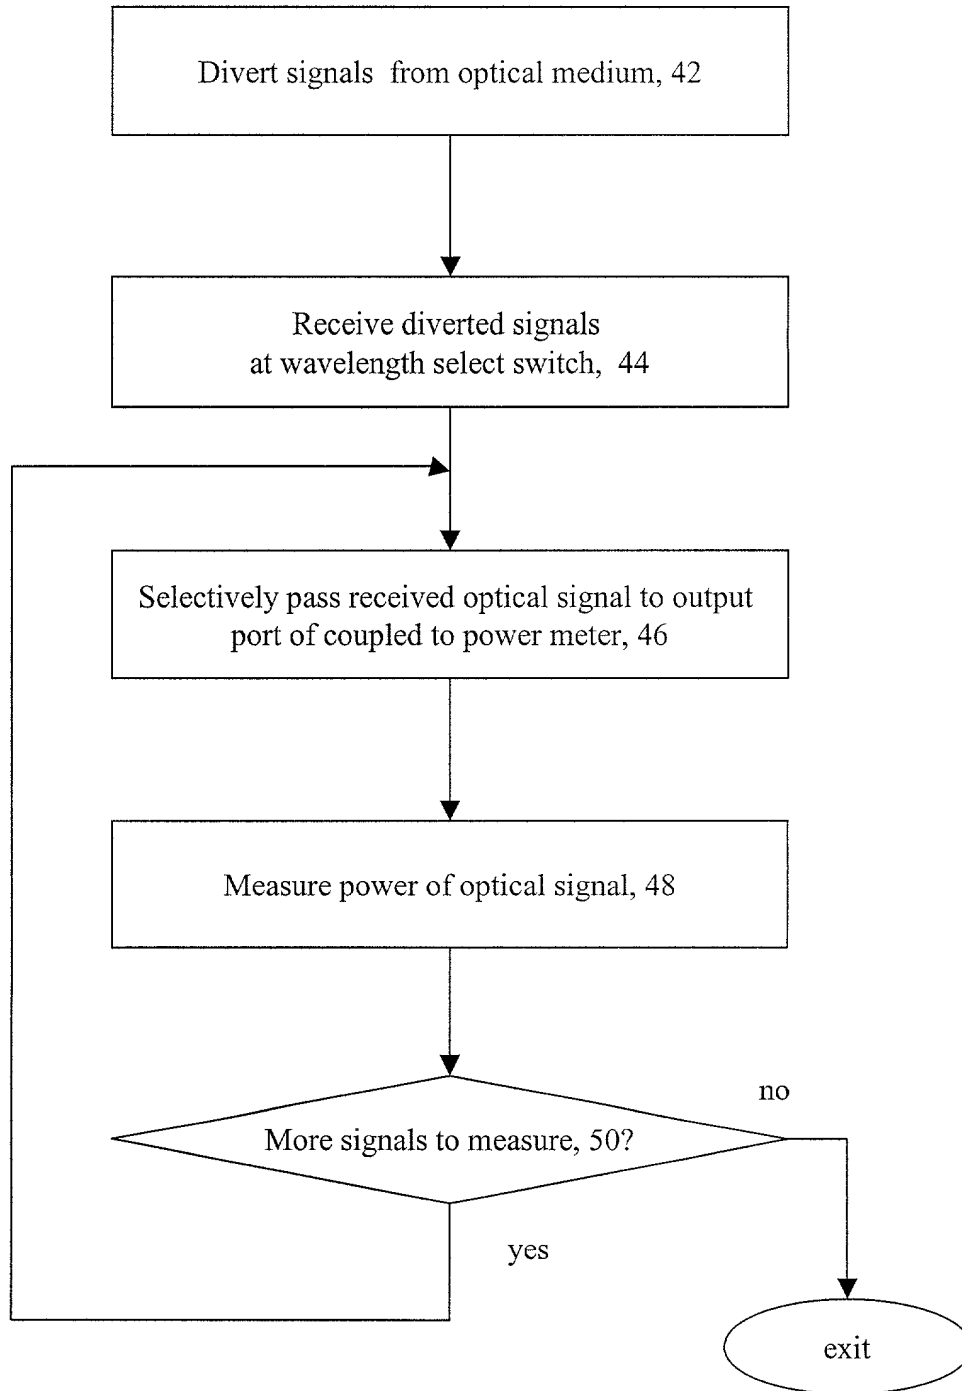 Divert signals from optical medium, 42
Receive diverted signals
at wavelength select switch, 44
Selectively pass received optical signal to output
port of coupled to power meter, 46
Measure power of optical signal, 48
More signals to measure, 50?
no
yes
exit